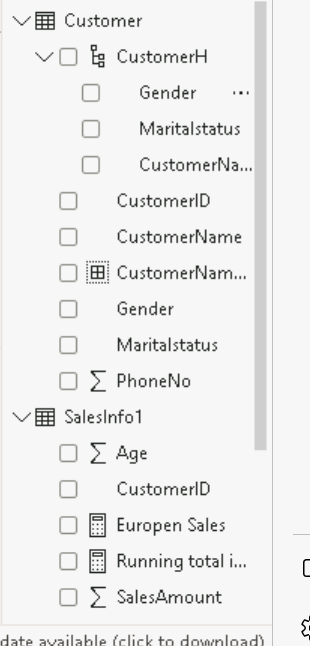 Customer
CustomerH
Gender ...
Maritalstatus
CustomerNa...
CustomerID
CustomerName
CustomerNam...
Gender
Maritalstatus
∑ PhoneNo
SalesInfo1
∑ Age
CustomerID
Europen Sales
Running total i...
∑ SalesAmount
date available (click to download)